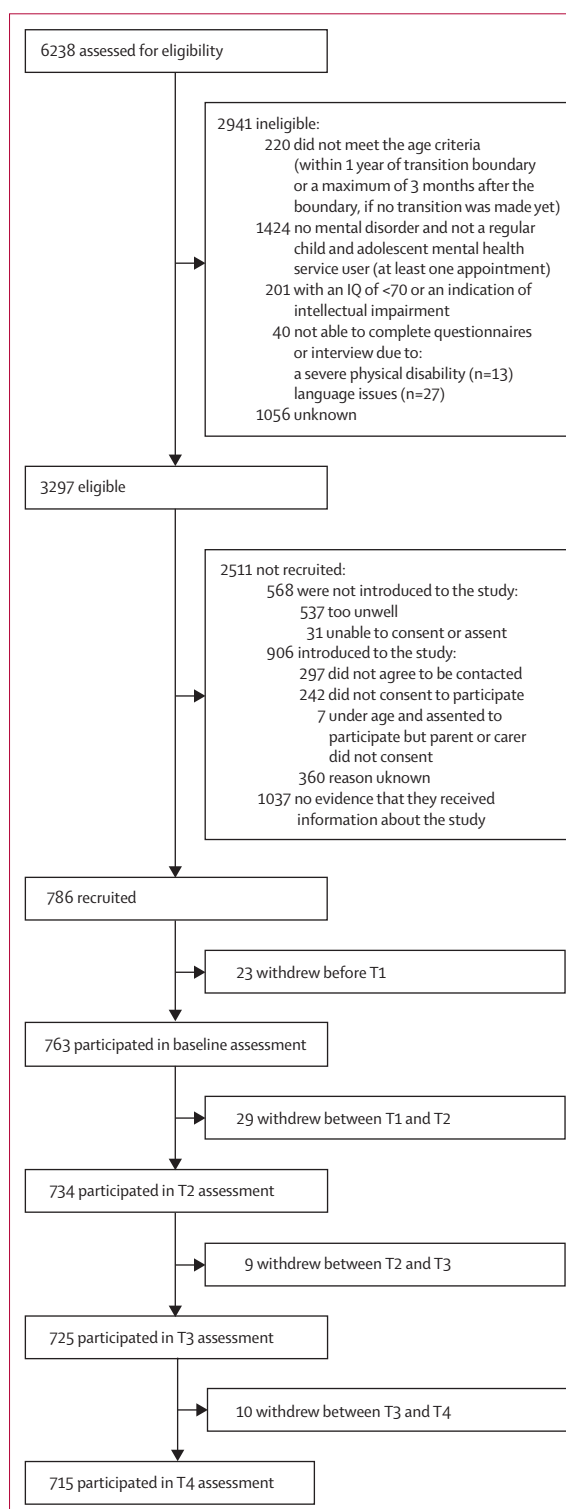 6238 assessed for eligibility
2941 ineligible:
220 did not meet the age criteria
(within 1 year of transition boundary
or a maximum of 3 months after the
boundary, if no transition was made yet)
1424 no mental disorder and not a regular
child and adolescent mental health
service user (at least one appointment)
201 with an IQ of <70 or an indication of
intellectual impairment
40 not able to complete questionnaires
or interview due to:
a severe physical disability (n=13)
language issues (n=27)
1056 unknown
3297 eligible
2511 not recruited:
568 were not introduced to the study:
537 too unwell
31 unable to consent or assent
906 introduced to the study:
297 did not agree to be contacted
242 did not consent to participate
7 under age and assented to
participate but parent or carer
did not consent
360 reason uknown
1037 no evidence that they received
information about the study
786 recruited
23 withdrew before T1
763 participated in baseline assessment
29 withdrew between T1 and T2
734 participated in T2 assessment
9 withdrew between T2 and T3
725 participated in T3 assessment
10 withdrew between T3 and T4
715 participated in T4 assessment